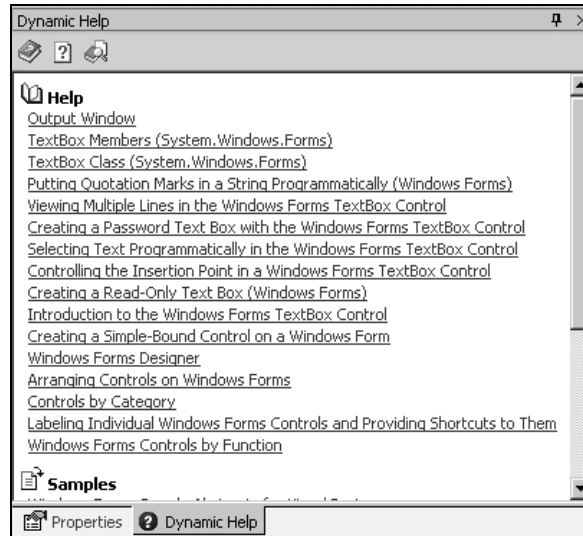 Dynamic Help
Help
Output Window
TextBox Members (System.Windows.Forms)
TextBox Class (System.Windows.Forms)
Putting Quotation Marks in a String Programmatically (Windows Forms)
Viewing Multiple Lines in the Windows Forms TextBox Control
Creating a Password Text Box with the Windows Forms TextBox Control
Selecting Text Programmatically in the Windows Forms TextBox Control
Controlling the Insertion Point in a Windows Forms TextBox Control
Creating a Read-Only Text Box (Windows Forms)
Introduction to the Windows Forms TextBox Control
Creating a Simple-Bound Control on a Windows Form
Windows Forms Designer
Arranging Controls on Windows Forms
Controls by Category
Labeling Individual Windows Forms Controls and Providing Shortcuts to Them
Windows Forms Controls by Function
Samples
Properties
Dynamic Help